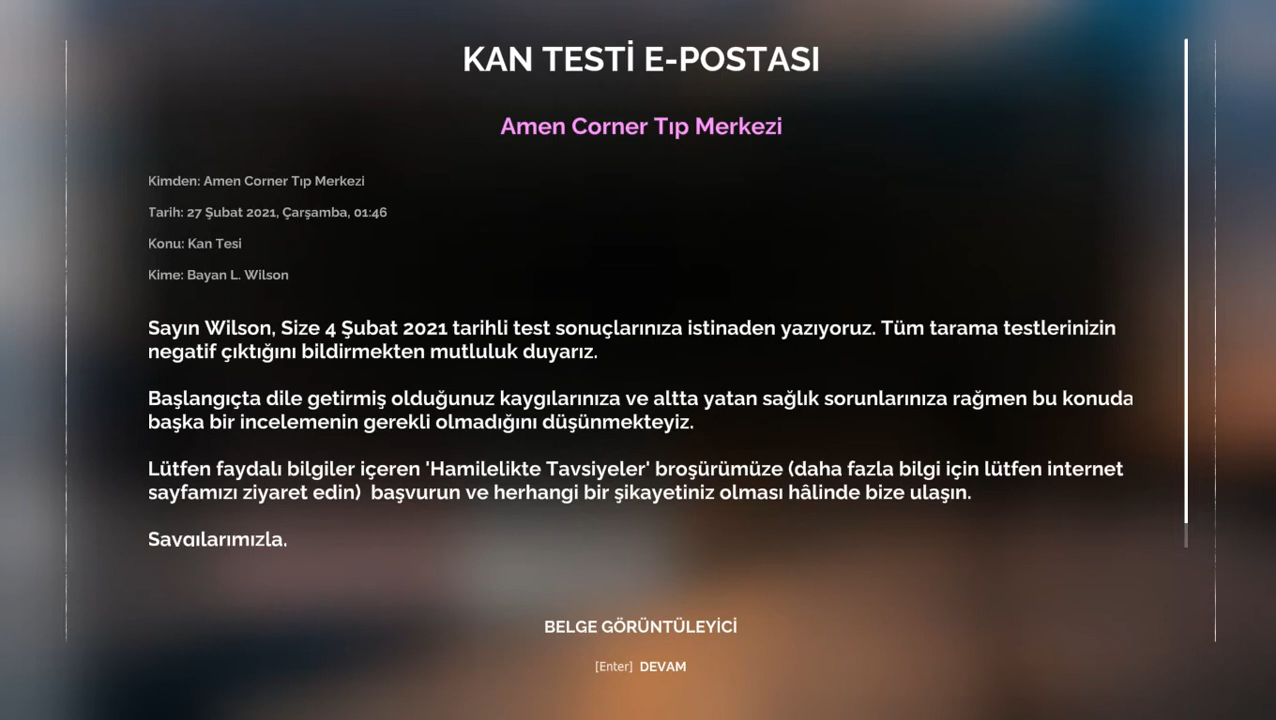 KAN TESTİ E-POSTASI
Amen Corner Tıp Merkezi
Kimden: Amen Corner Tıp Merkezi
Tarih: 27 Şubat 2021, Çarşamba, 01:46
Konu: Kan Tesi
Kime: Bayan L. Wilson
Sayın Wilson, Size 4 Şubat 2021 tarihli test sonuçlarınıza istinaden yazıyoruz. Tüm tarama testlerinizin
negatif çıktığını bildirmekten mutluluk duyarız.
Başlangıçta dile getirmiş olduğunuz kaygılarınıza ve altta yatan sağlık sorunlarınıza rağmen bu konuda
başka bir incelemenin gerekli olmadığını düşünmekteyiz.
Lütfen faydalı bilgiler içeren 'Hamilelikte Tavsiyeler' broşürümüze (daha fazla bilgi için lütfen internet
sayfamızı ziyaret edin)  başvurun ve herhangi bir şikayetiniz olması hâlinde bize ulaşın.
Saygılarımızla,
BELGE GÖRÜNTÜLEYİCİ
[Enter] DEVAM